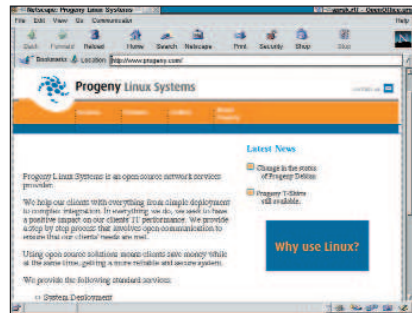 Netscape: Progeny Linux Systems
File Edit View Go Communicator Help
Back Forward Reload Home Search Netscape Print Security Shop Stop
Bookmarks Location: http://www.progeny.com/
Progeny Linux Systems
contact us
Latest News
Change in the status
of Progeny Debian
Progeny T-Shirts
still available.
Progeny Linux Systems is an open source network services
provider.
We help our clients with everything from simple deployment
to complex integration. In everything we do, we seek to have
a positive impact on our clients' IT performance. We provide
a step by step process that involves open communication to
ensure that our clients' needs are met.
Using open source solutions means clients save money while
at the same time, getting a more reliable and secure system.
We provide the following standard services:
System Deployment
Why use Linux?